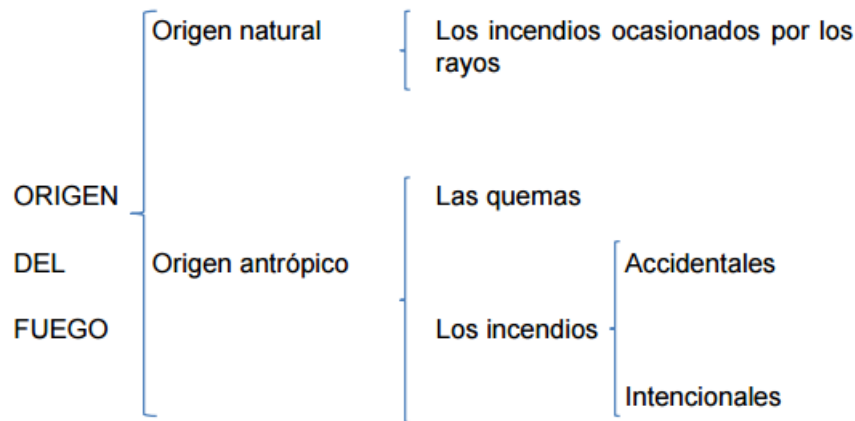 Origen natural
Los incendios ocasionados por los
rayos
ORIGEN
Las quemas
DEL
Origen antrópico
Accidentales
FUEGO
Los incendios
Intencionales